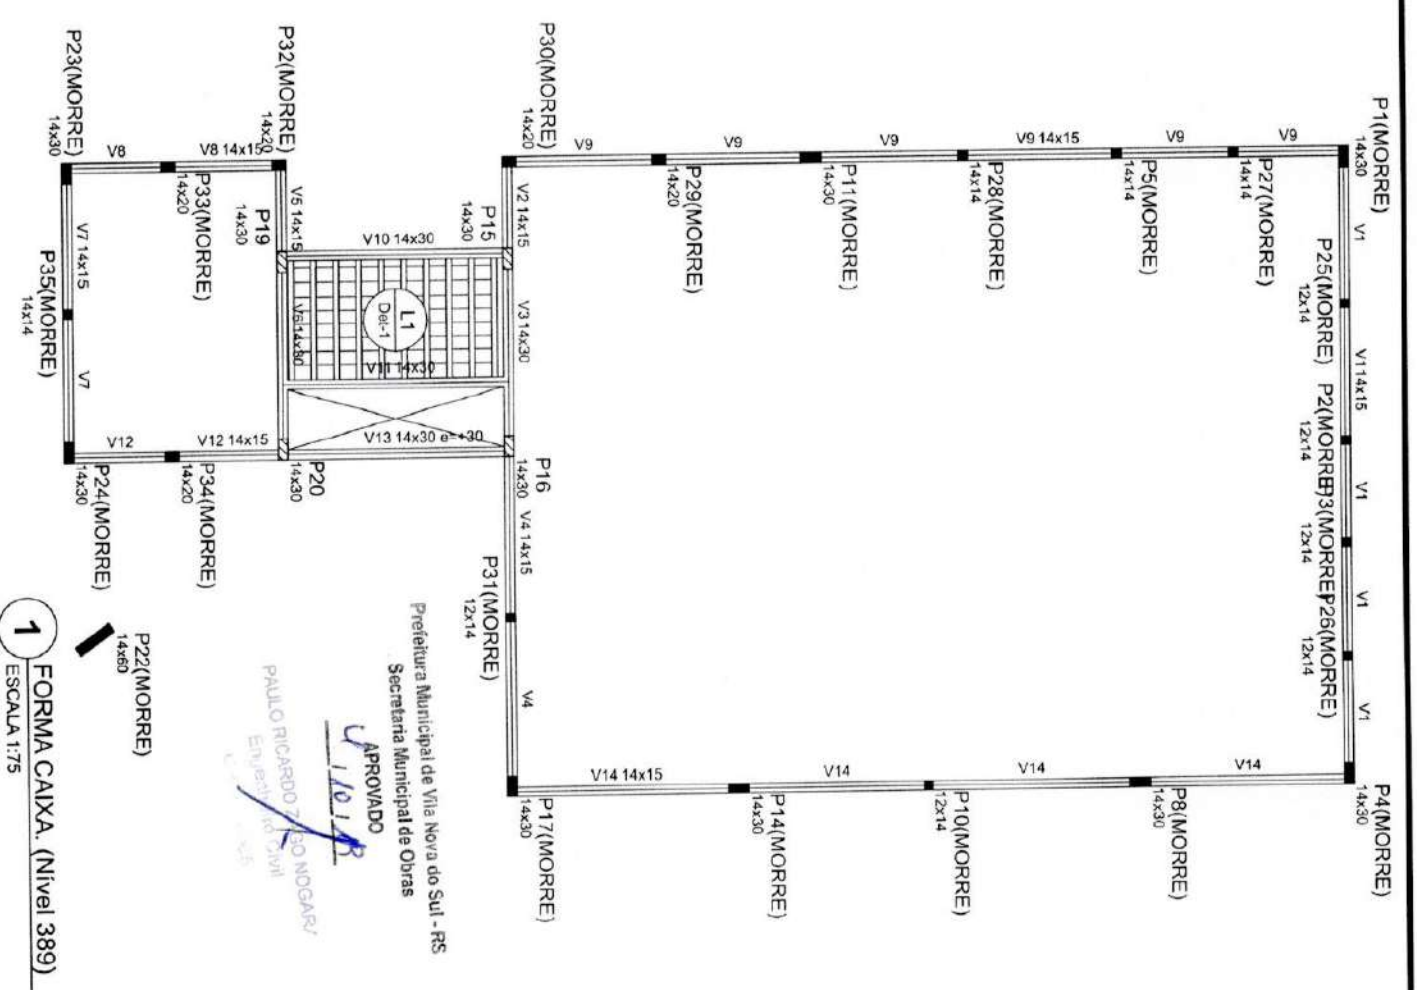 P1(MORRE)
14x30
V1
P25(MORRE)
12x14
V1 14x15
P2(MORRE)
12x14
V1
P3(MORRE)
12x14
V1
P26(MORRE)
12x14
V1
P4(MORRE)
14x30
V9
P27(MORRE)
14x14
V9
P5(MORRE)
14x14
V9 14x15
P28(MORRE)
14x14
V9
P11(MORRE)
14x30
V9
P29(MORRE)
14x20
V9
P30(MORRE)
14x20
V14
P8(MORRE)
14x30
V14
P10(MORRE)
12x14
V14
P14(MORRE)
14x30
V14 14x15
P17(MORRE)
14x30
V2 14x15
P15
14x30
V3 14x30
P16
14x30
V4 14x15
P31(MORRE)
12x14
V4
V10 14x30
L1
Det-1
V11 14x30
V13 14x30 e=+30
P32(MORRE)
14x20
V5 14x15
P19
14x30
V6 14x30
P20
14x30
V8 14x15
P33(MORRE)
14x20
V8
V12 14x15
P34(MORRE)
14x20
V12
P23(MORRE)
14x30
V7 14x15
P35(MORRE)
14x14
V7
P24(MORRE)
14x30
P22(MORRE)
14x60
Prefeitura Municipal de Vila Nova do Sul - RS
Secretaria Municipal de Obras
APROVADO
PAULO RICARDO
Engenheiro Civil
1
FORMA CAIXA. (Nível 389)
ESCALA 1:75